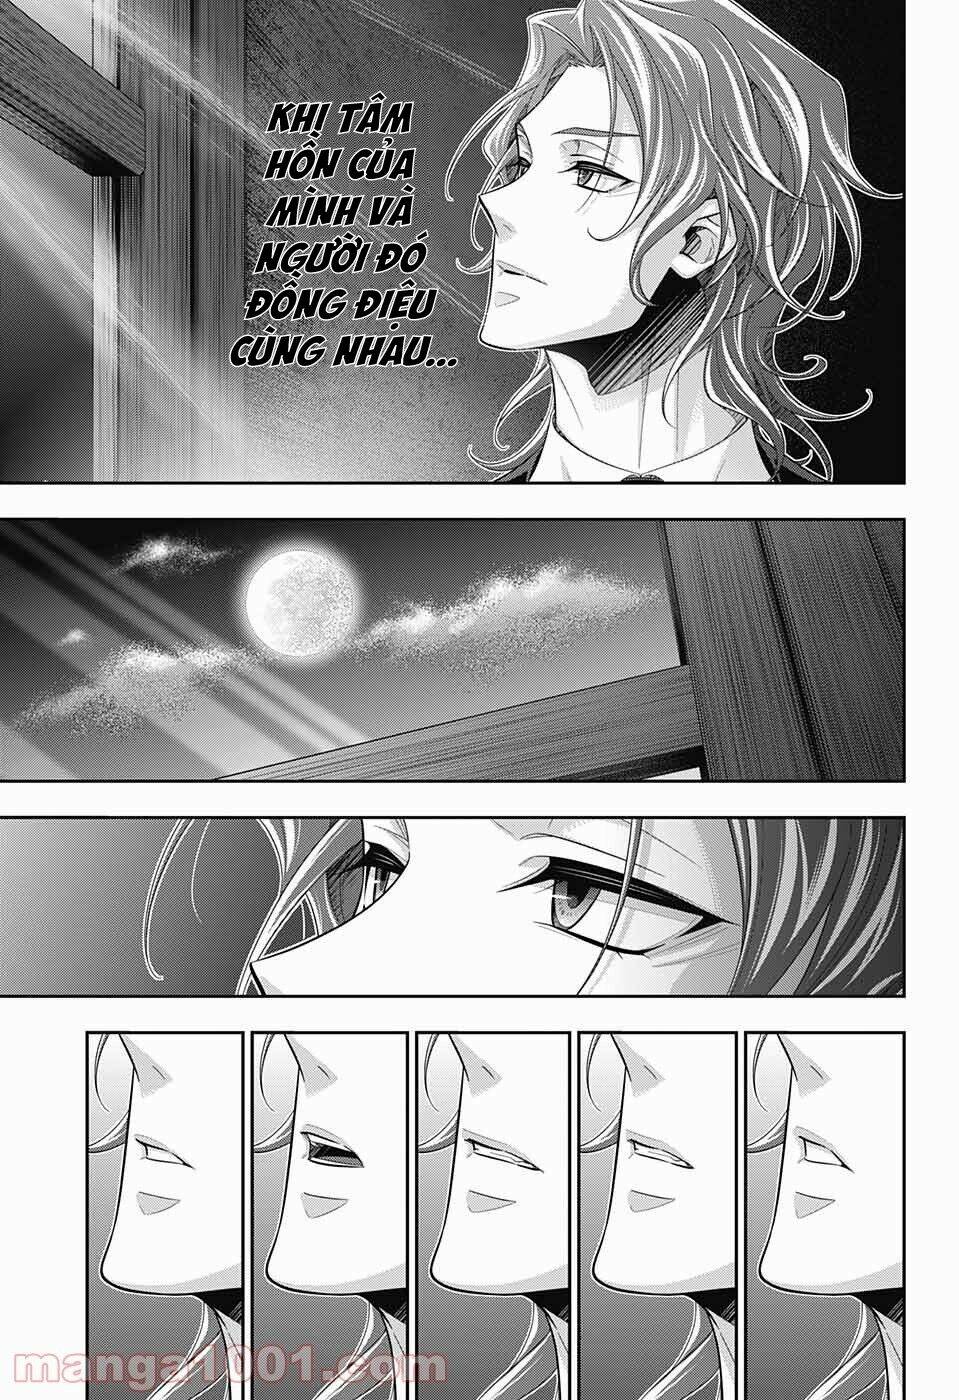 KHI TÂM
HỒN CỦA
MÌNH VÀ
NGƯỜI ĐÓ
ĐỒNG ĐIỆU
CÙNG NHAU...
manga1001.com